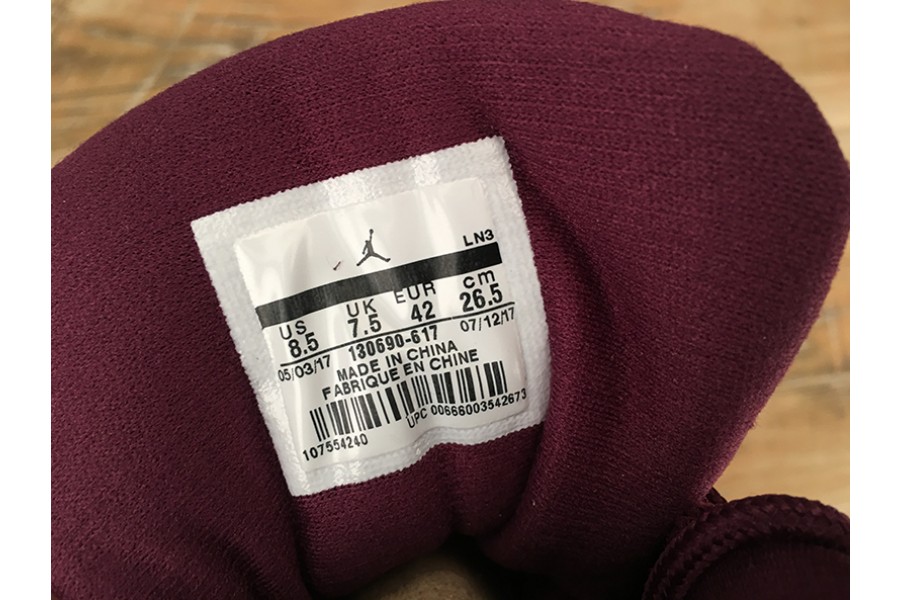 LN3
US UK EUR cm
8.5 7.5 42 26.5
05/03/17 130690-617 07/12/17
MADE IN CHINA
FABRIQUE EN CHINE
107554240 UPC 00666003542673